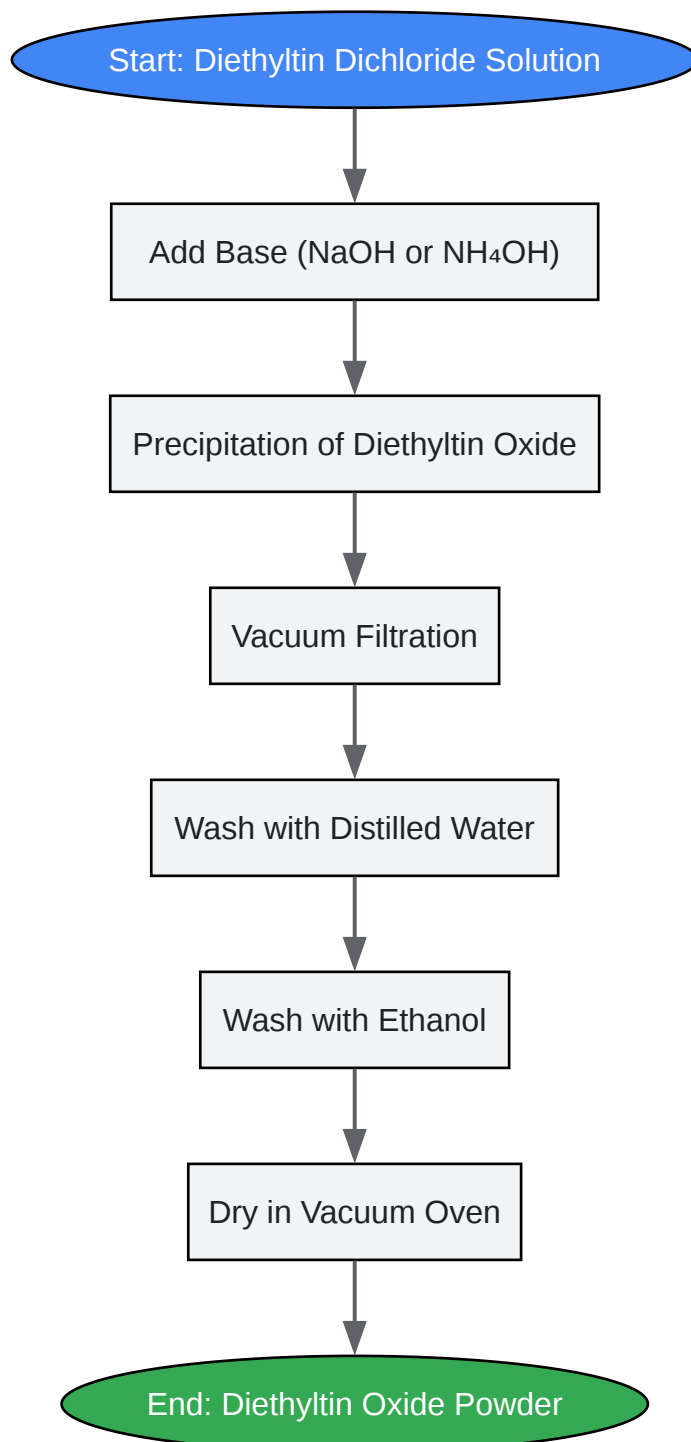 Start: Diethyltin Dichloride Solution
Add Base (NaOH or NH₄OH)
Precipitation of Diethyltin Oxide
Vacuum Filtration
Wash with Distilled Water
Wash with Ethanol
Dry in Vacuum Oven
End: Diethyltin Oxide Powder